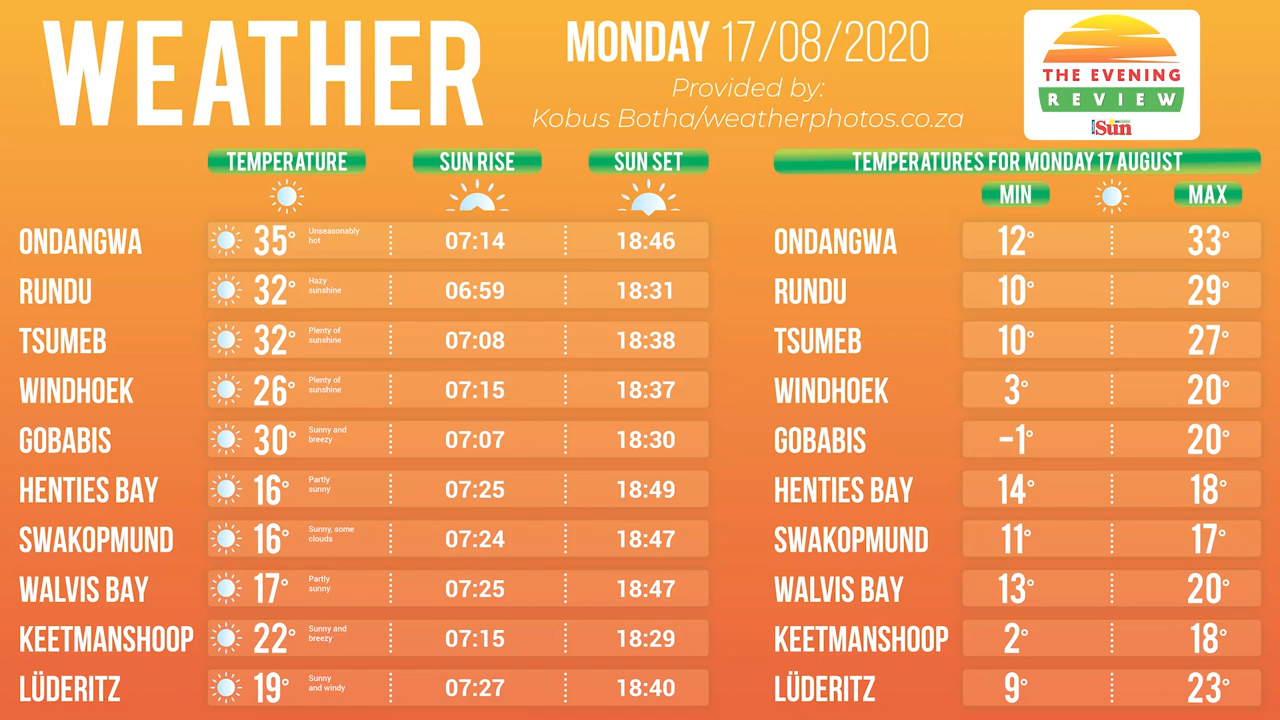 WEATHER
MONDAY 17/08/2020
Provided by:
Kobus Botha/weatherphotos.co.za
THE EVENING
REVIEW
Sun
TEMPERATURE SUN RISE SUN SET
ONDANGWA 35° Unseasonably hot 07:14 18:46
RUNDU 32° Hazy sunshine 06:59 18:31
TSUMEB 32° Plenty of sunshine 07:08 18:38
WINDHOEK 26° Plenty of sunshine 07:15 18:37
GOBABIS 30° Sunny and breezy 07:07 18:30
HENTIES BAY 16° Partly sunny 07:25 18:49
SWAKOPMUND 16° Sunny, some clouds 07:24 18:47
WALVIS BAY 17° Partly sunny 07:25 18:47
KEETMANSHOOP 22° Sunny and breezy 07:15 18:29
LÜDERITZ 19° Sunny and windy 07:27 18:40
TEMPERATURES FOR MONDAY 17 AUGUST
MIN MAX
ONDANGWA 12° 33°
RUNDU 10° 29°
TSUMEB 10° 27°
WINDHOEK 3° 20°
GOBABIS -1° 20°
HENTIES BAY 14° 18°
SWAKOPMUND 11° 17°
WALVIS BAY 13° 20°
KEETMANSHOOP 2° 18°
LÜDERITZ 9° 23°